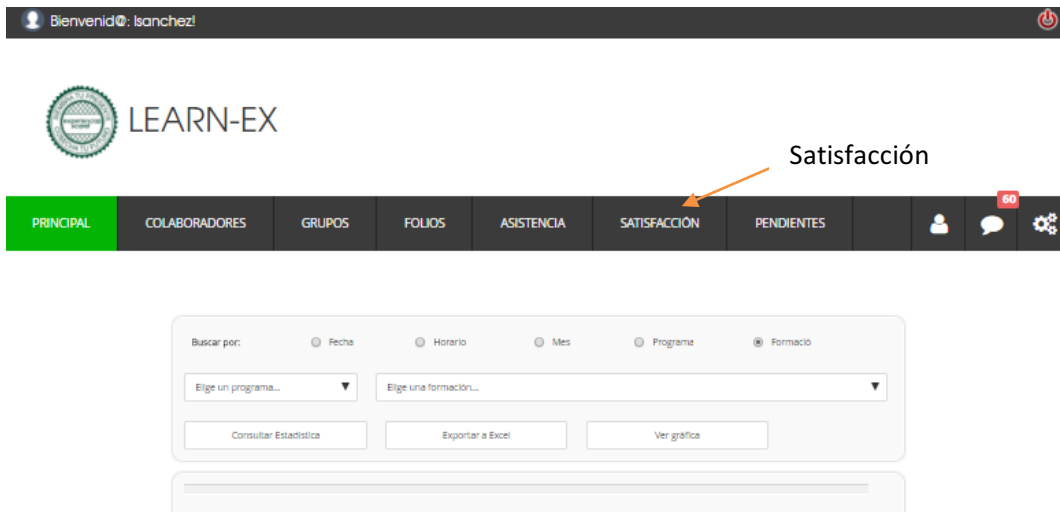 Bienvenid@: lsanchez!
LEARN-EX
Satisfacción
PRINCIPAL COLABORADORES GRUPOS FOLIOS ASISTENCIA SATISFACCIÓN PENDIENTES 60
Buscar por: Fecha Horario Mes Programa Formació
Elige un programa... Elige una formación...
Consultar Estadística Exportar a Excel Ver gráfica